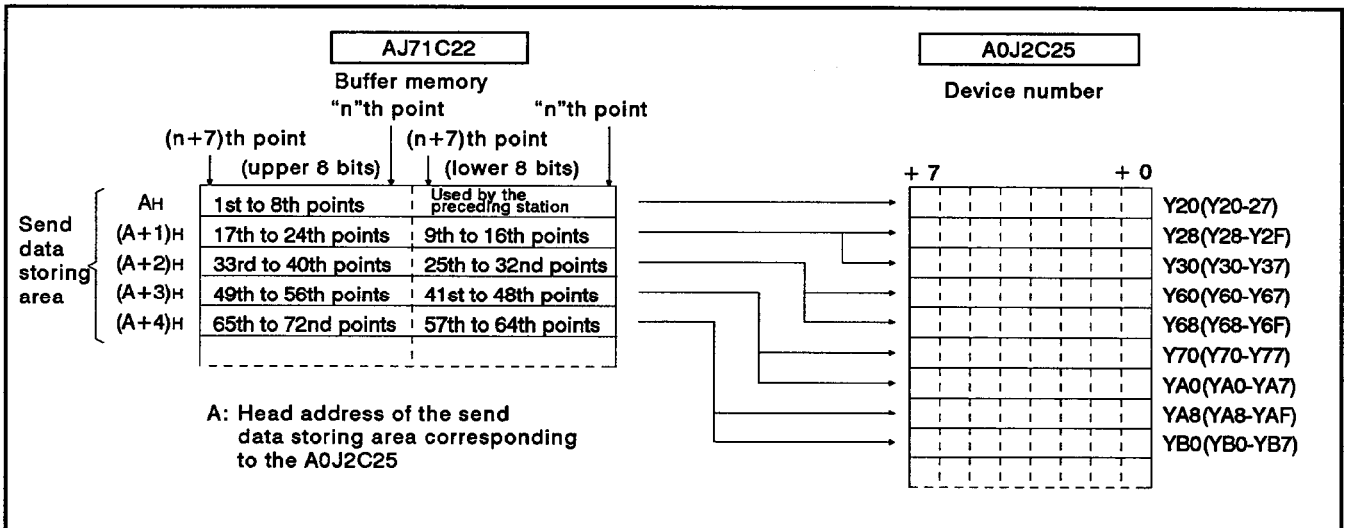 AJ71C22
A0J2C25
Buffer memory
Device number
"n"th point
"n"th point
(n+7)th point
(n+7)th point
(upper 8 bits)
(lower 8 bits)
+ 7
+ 0
Send
data
storing
area
AH
1st to 8th points
Used by the
preceding station
Y20(Y20-27)
(A+1)H
17th to 24th points
9th to 16th points
Y28(Y28-Y2F)
(A+2)H
33rd to 40th points
25th to 32nd points
Y30(Y30-Y37)
(A+3)H
49th to 56th points
41st to 48th points
Y60(Y60-Y67)
(A+4)H
65th to 72nd points
57th to 64th points
Y68(Y68-Y6F)
Y70(Y70-Y77)
YA0(YA0-YA7)
YA8(YA8-YAF)
YB0(YB0-YB7)
A: Head address of the send
data storing area corresponding
to the A0J2C25